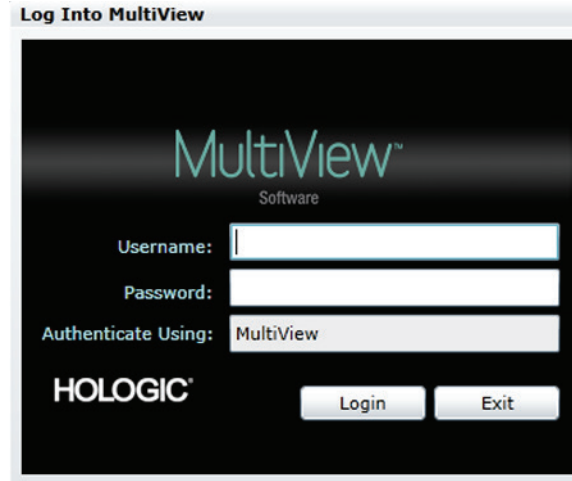 Log Into MultiView
MultiView™
Software
Username:
Password:
Authenticate Using: MultiView
HOLOGIC®
Login Exit